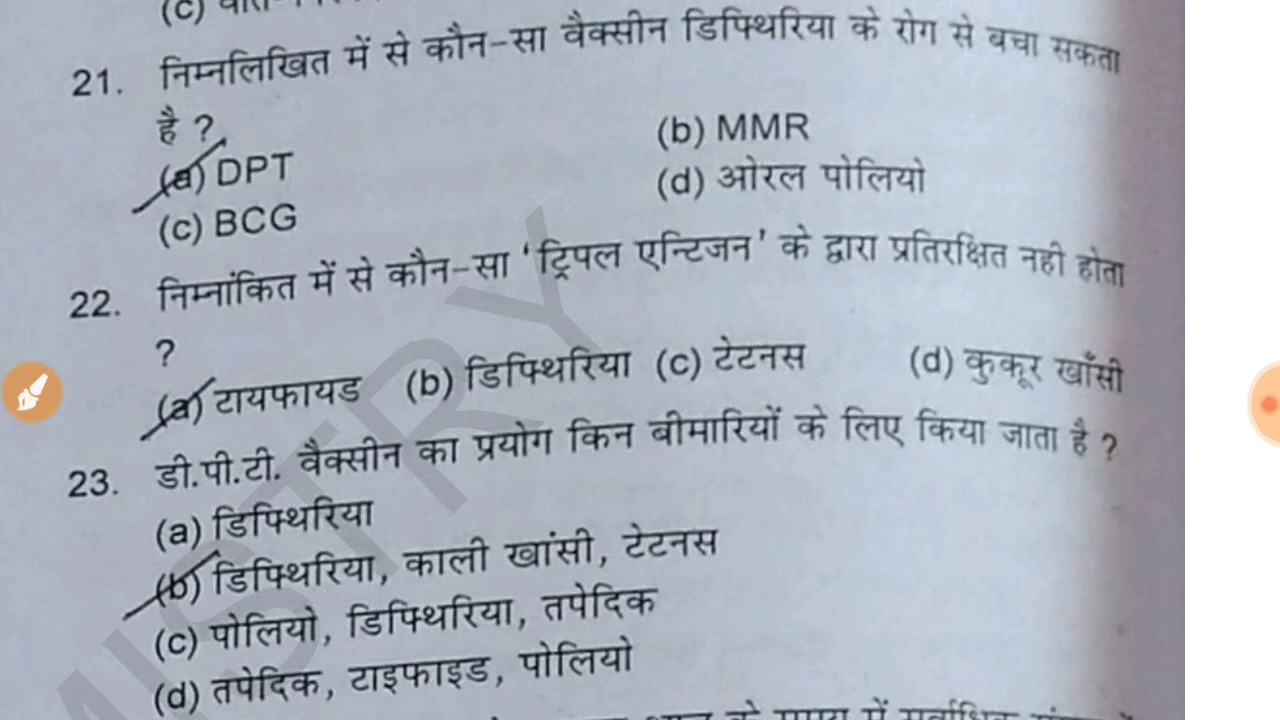 (c)
21. निम्नलिखित में से कौन-सा वैक्सीन डिफ्थिरिया के रोग से बचा सकता
है ?
(a) DPT (b) MMR
(c) BCG (d) ओरल पोलियो
22. निम्नांकित में से कौन-सा 'ट्रिपल एन्टिजन' के द्वारा प्रतिरक्षित नही होता
?
(a) टायफायड (b) डिफ्थिरिया (c) टेटनस (d) कुकूर खाँसी
23. डी.पी.टी. वैक्सीन का प्रयोग किन बीमारियों के लिए किया जाता है ?
(a) डिफ्थिरिया
(b) डिफ्थिरिया, काली खांसी, टेटनस
(c) पोलियो, डिफ्थिरिया, तपेदिक
(d) तपेदिक, टाइफाइड, पोलियो
MISTRY